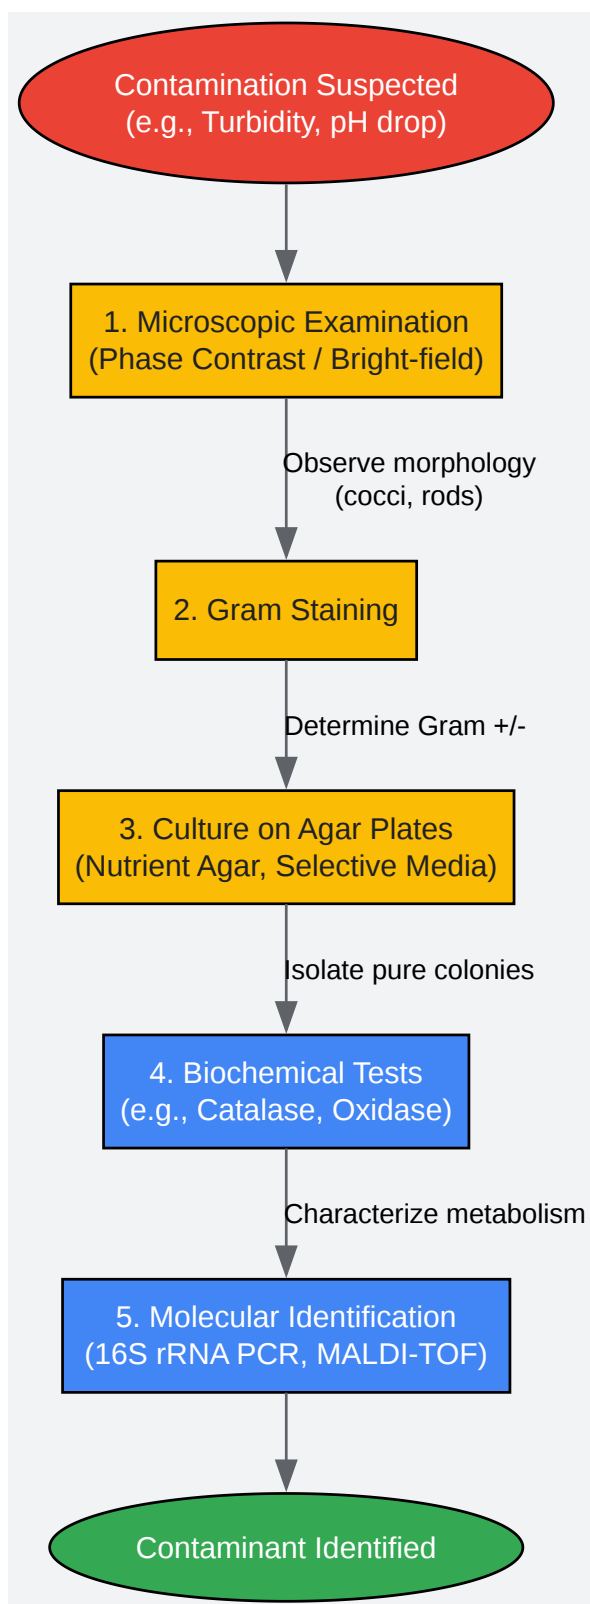 Contamination Suspected
(e.g., Turbidity, pH drop)
1. Microscopic Examination
(Phase Contrast / Bright-field)
Observe morphology
(cocci, rods)
2. Gram Staining
Determine Gram +/-
3. Culture on Agar Plates
(Nutrient Agar, Selective Media)
Isolate pure colonies
4. Biochemical Tests
(e.g., Catalase, Oxidase)
Characterize metabolism
5. Molecular Identification
(16S rRNA PCR, MALDI-TOF)
Contaminant Identified